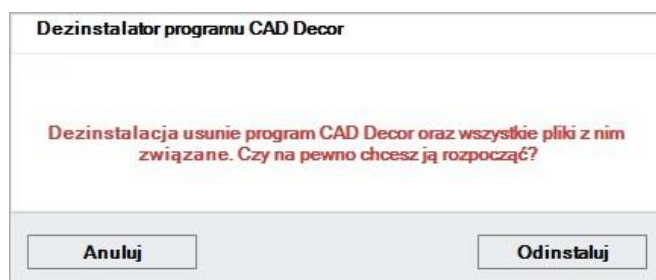 Dezinstalator programu CAD Decor
Dezinstalacja usunie program CAD Decor oraz wszystkie pliki z nim
związane. Czy na pewno chcesz ją rozpocząć?
Anuluj
Odinstaluj